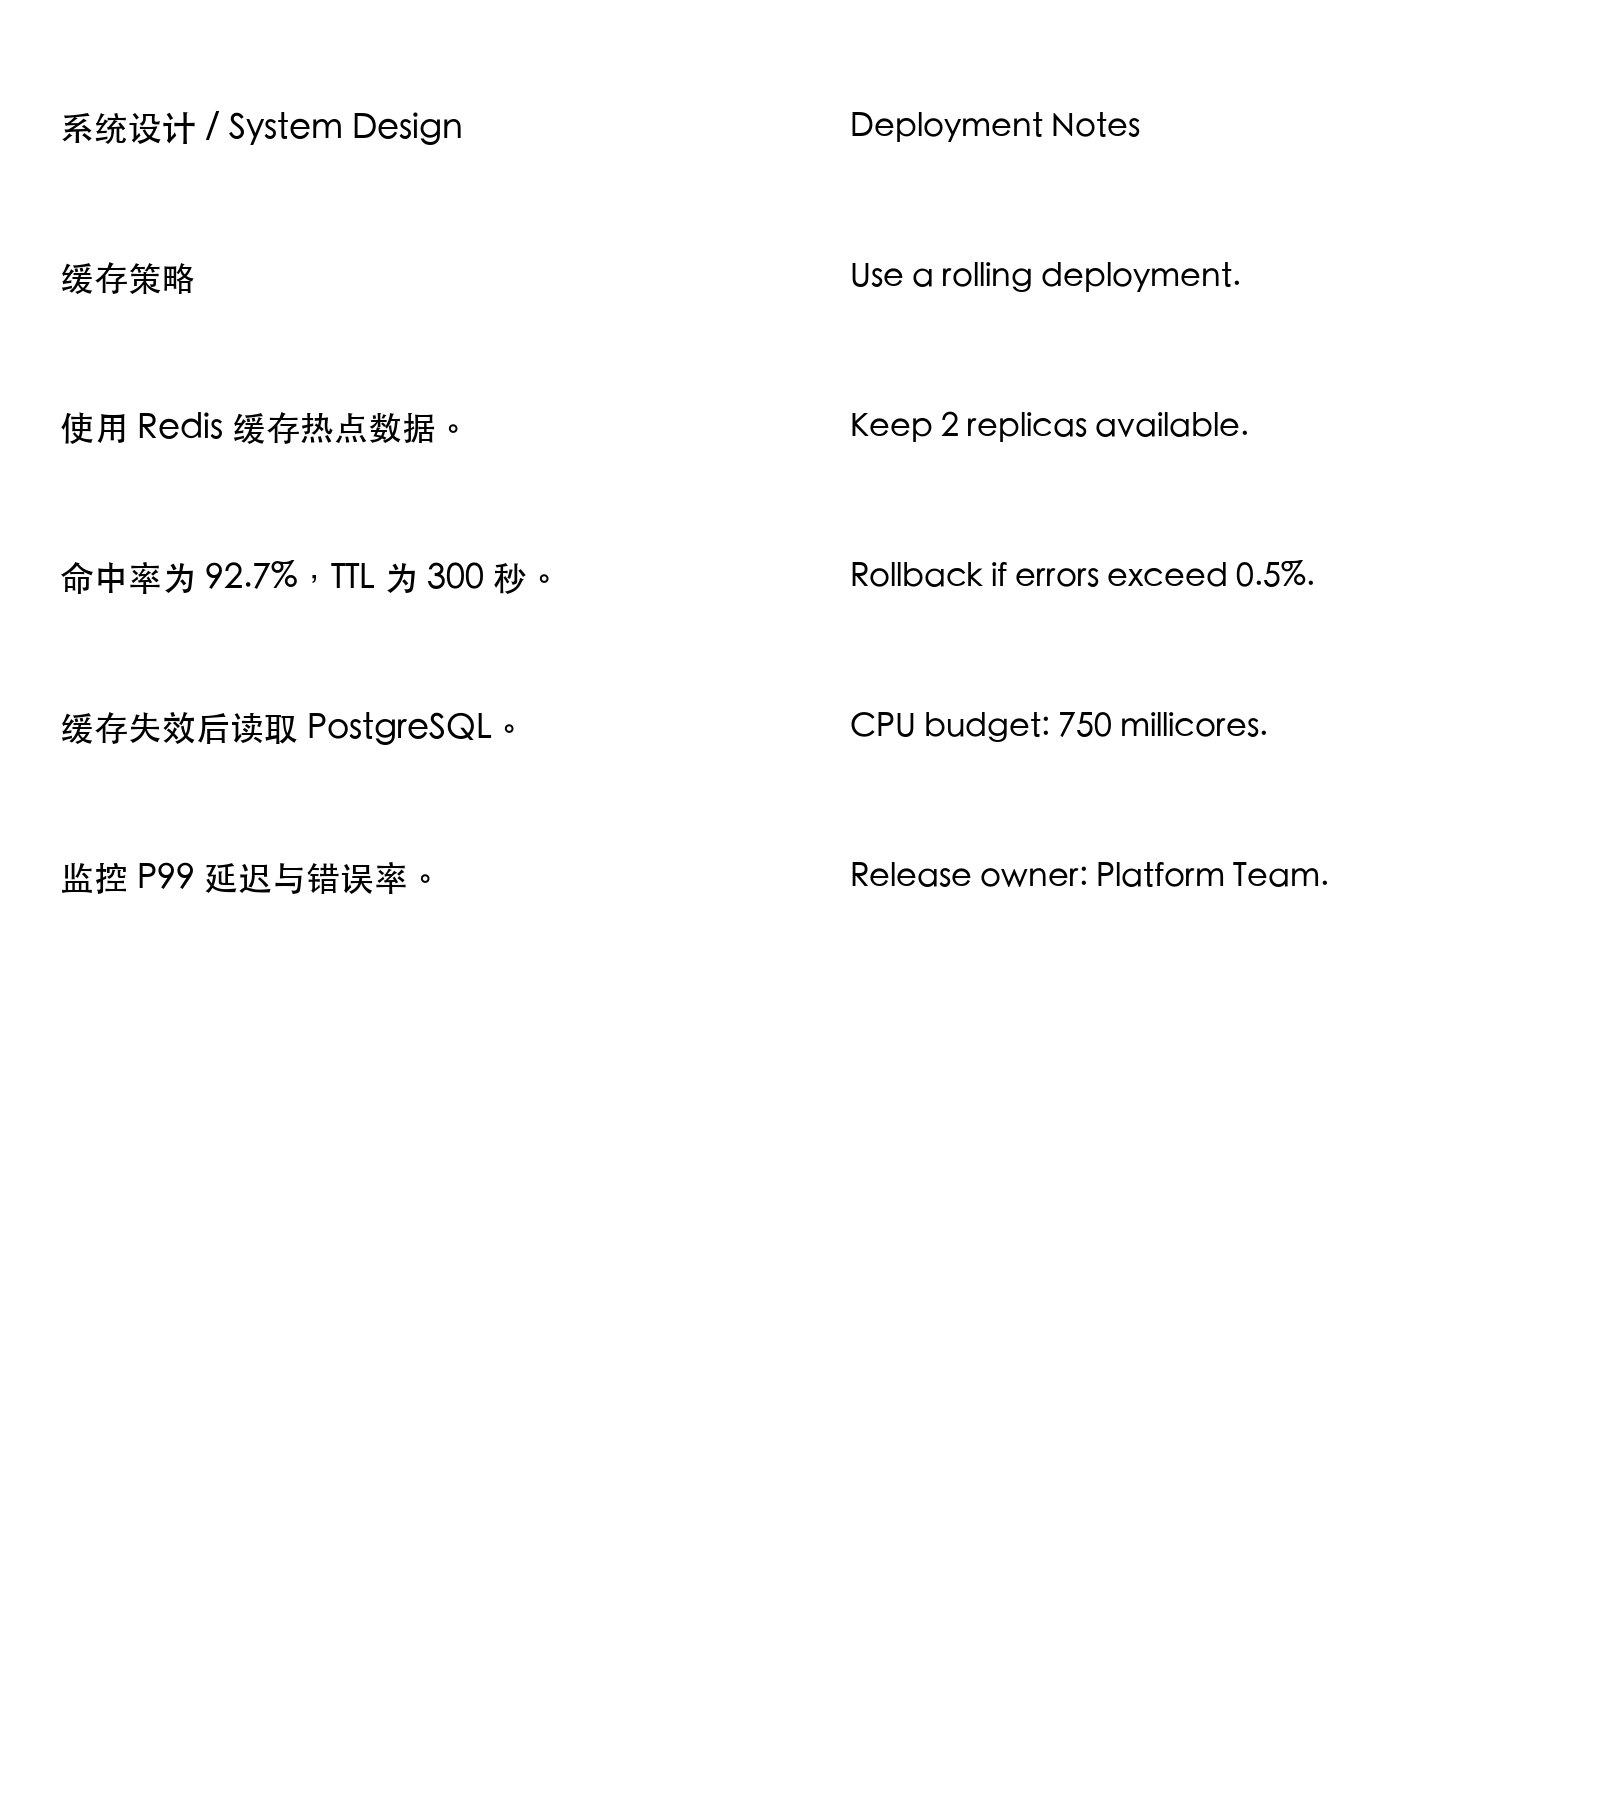 系统设计 / System Design
缓存策略
使用 Redis 缓存热点数据。
命中率为 92.7%，TTL 为 300 秒。
缓存失效后读取 PostgreSQL。
监控 P99 延迟与错误率。
Deployment Notes
Use a rolling deployment.
Keep 2 replicas available.
Rollback if errors exceed 0.5%.
CPU budget: 750 millicores.
Release owner: Platform Team.